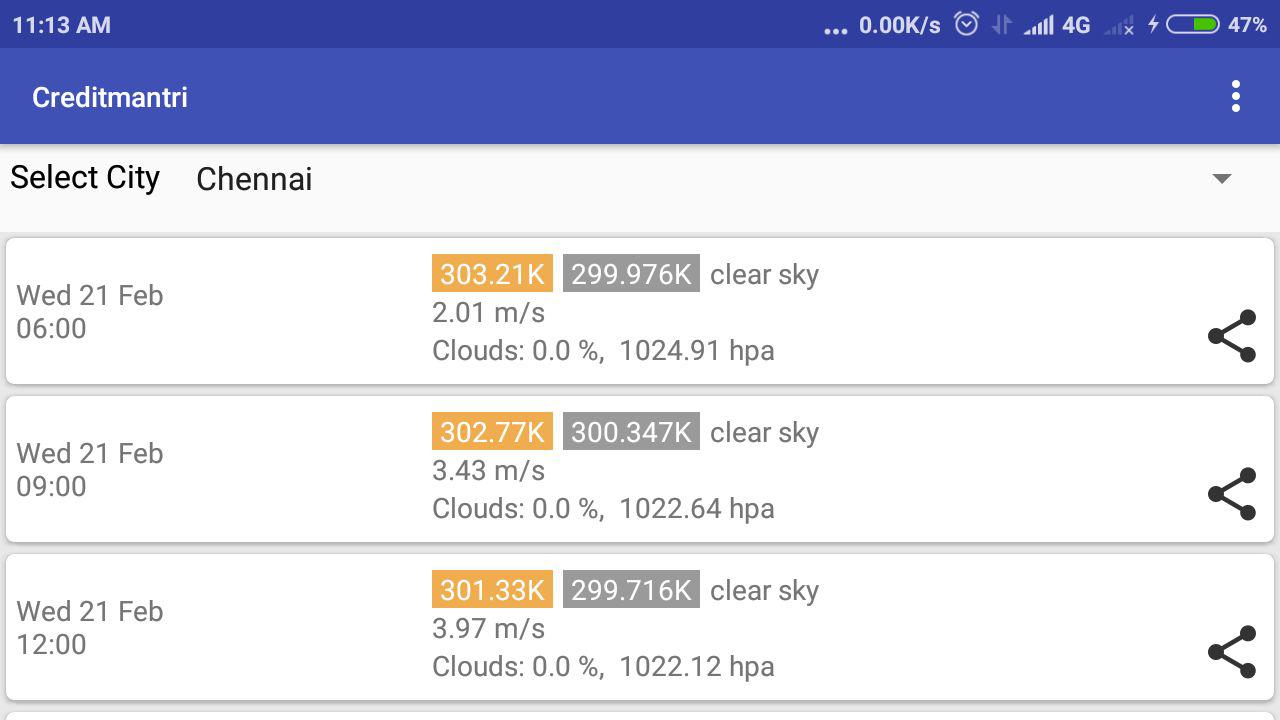 11:13 AM ... 0.00K/s 4G 47%
Creditmantri
Select City Chennai
303.21K 299.976K clear sky
Wed 21 Feb
06:00
2.01 m/s
Clouds: 0.0 %, 1024.91 hpa
302.77K 300.347K clear sky
Wed 21 Feb
09:00
3.43 m/s
Clouds: 0.0 %, 1022.64 hpa
301.33K 299.716K clear sky
Wed 21 Feb
12:00
3.97 m/s
Clouds: 0.0 %, 1022.12 hpa